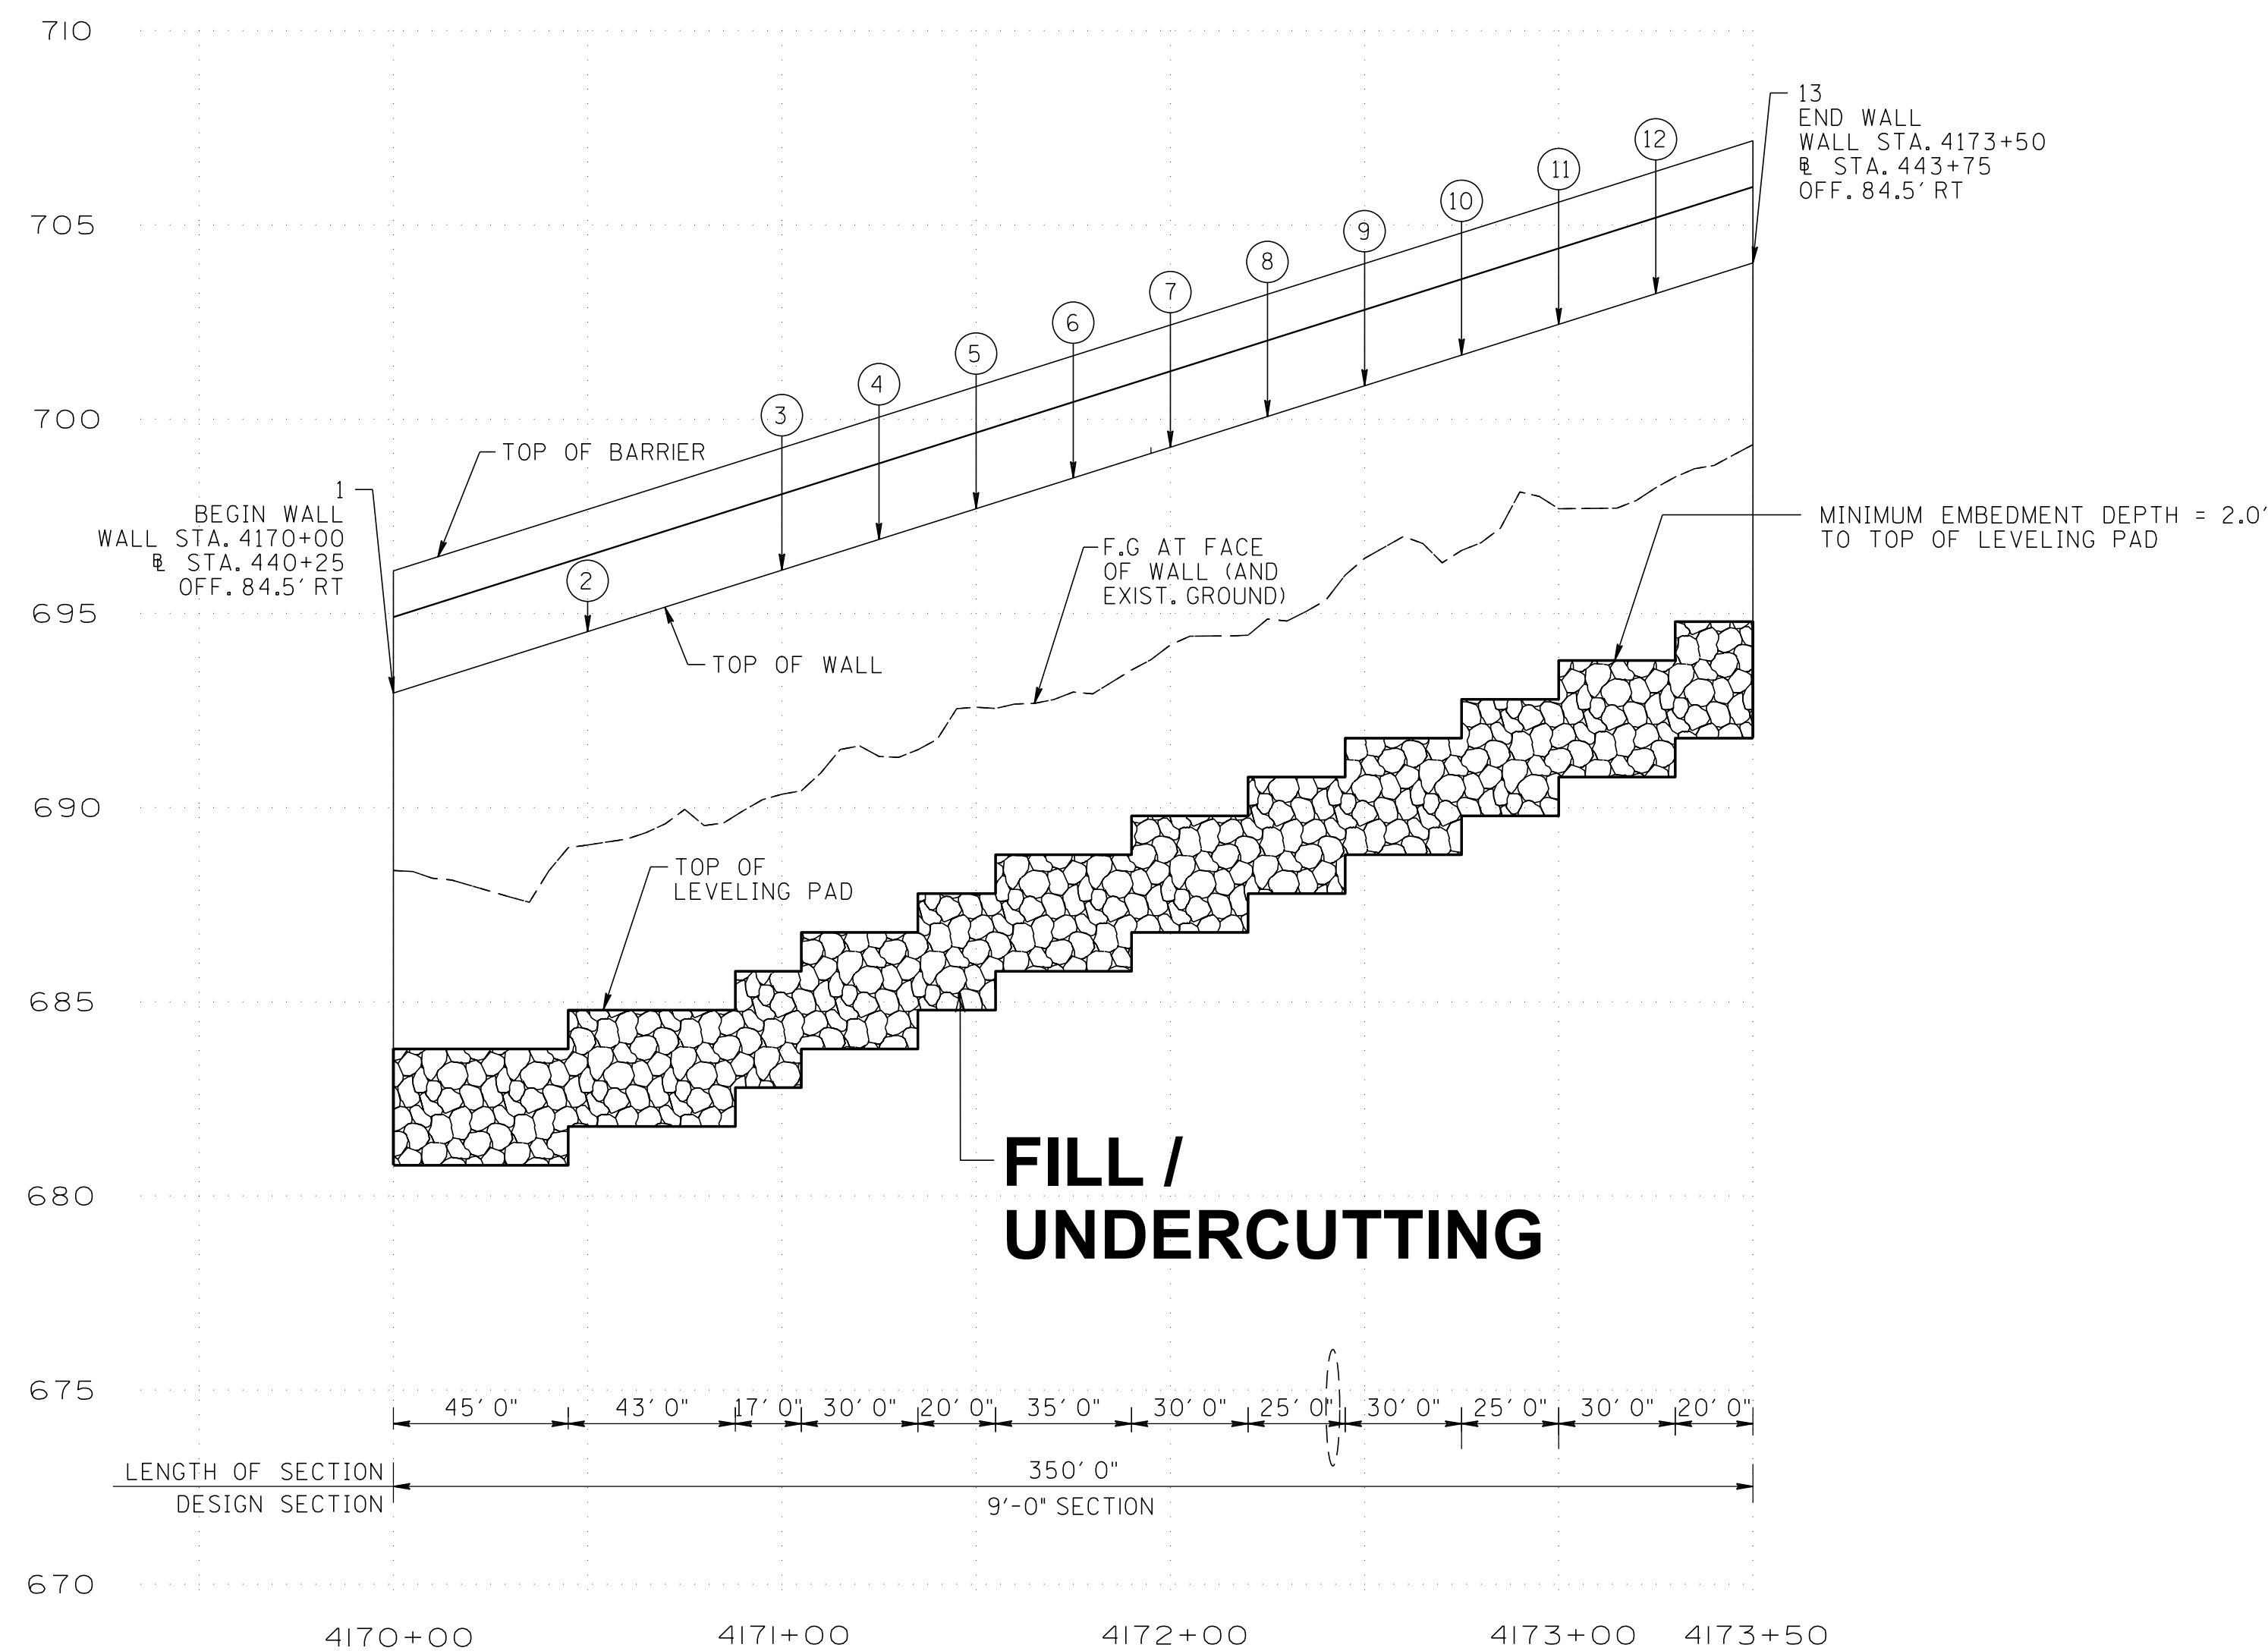 710
705
700
695
690
685
680
675
670
13
END WALL
WALL STA. 4173+50
℄ STA. 443+75
OFF. 84.5' RT
12
11
10
9
8
7
6
5
4
3
2
TOP OF BARRIER
1
BEGIN WALL
WALL STA. 4170+00
℄ STA. 440+25
OFF. 84.5' RT
TOP OF WALL
F.G AT FACE
OF WALL (AND
EXIST. GROUND)
MINIMUM EMBEDMENT DEPTH = 2.0'
TO TOP OF LEVELING PAD
TOP OF
LEVELING PAD
FILL /
UNDERCUTTING
45' 0" 43' 0" 17' 0" 30' 0" 20' 0" 35' 0" 30' 0" 25' 0" 30' 0" 25' 0" 30' 0" 20' 0"
LENGTH OF SECTION 350' 0"
DESIGN SECTION 9'-0" SECTION
4170+00 4171+00 4172+00 4173+00 4173+50